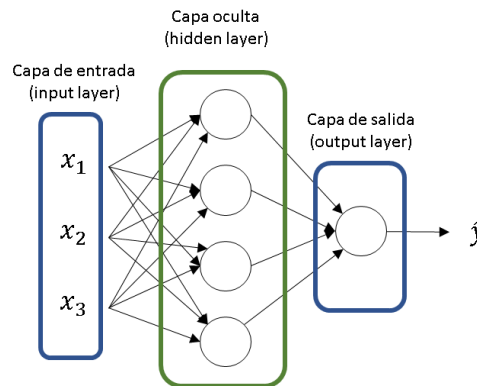 Capa oculta
(hidden layer)
Capa de entrada
(input layer)
Capa de salida
(output layer)
x₁
x₂
x₃
ŷ